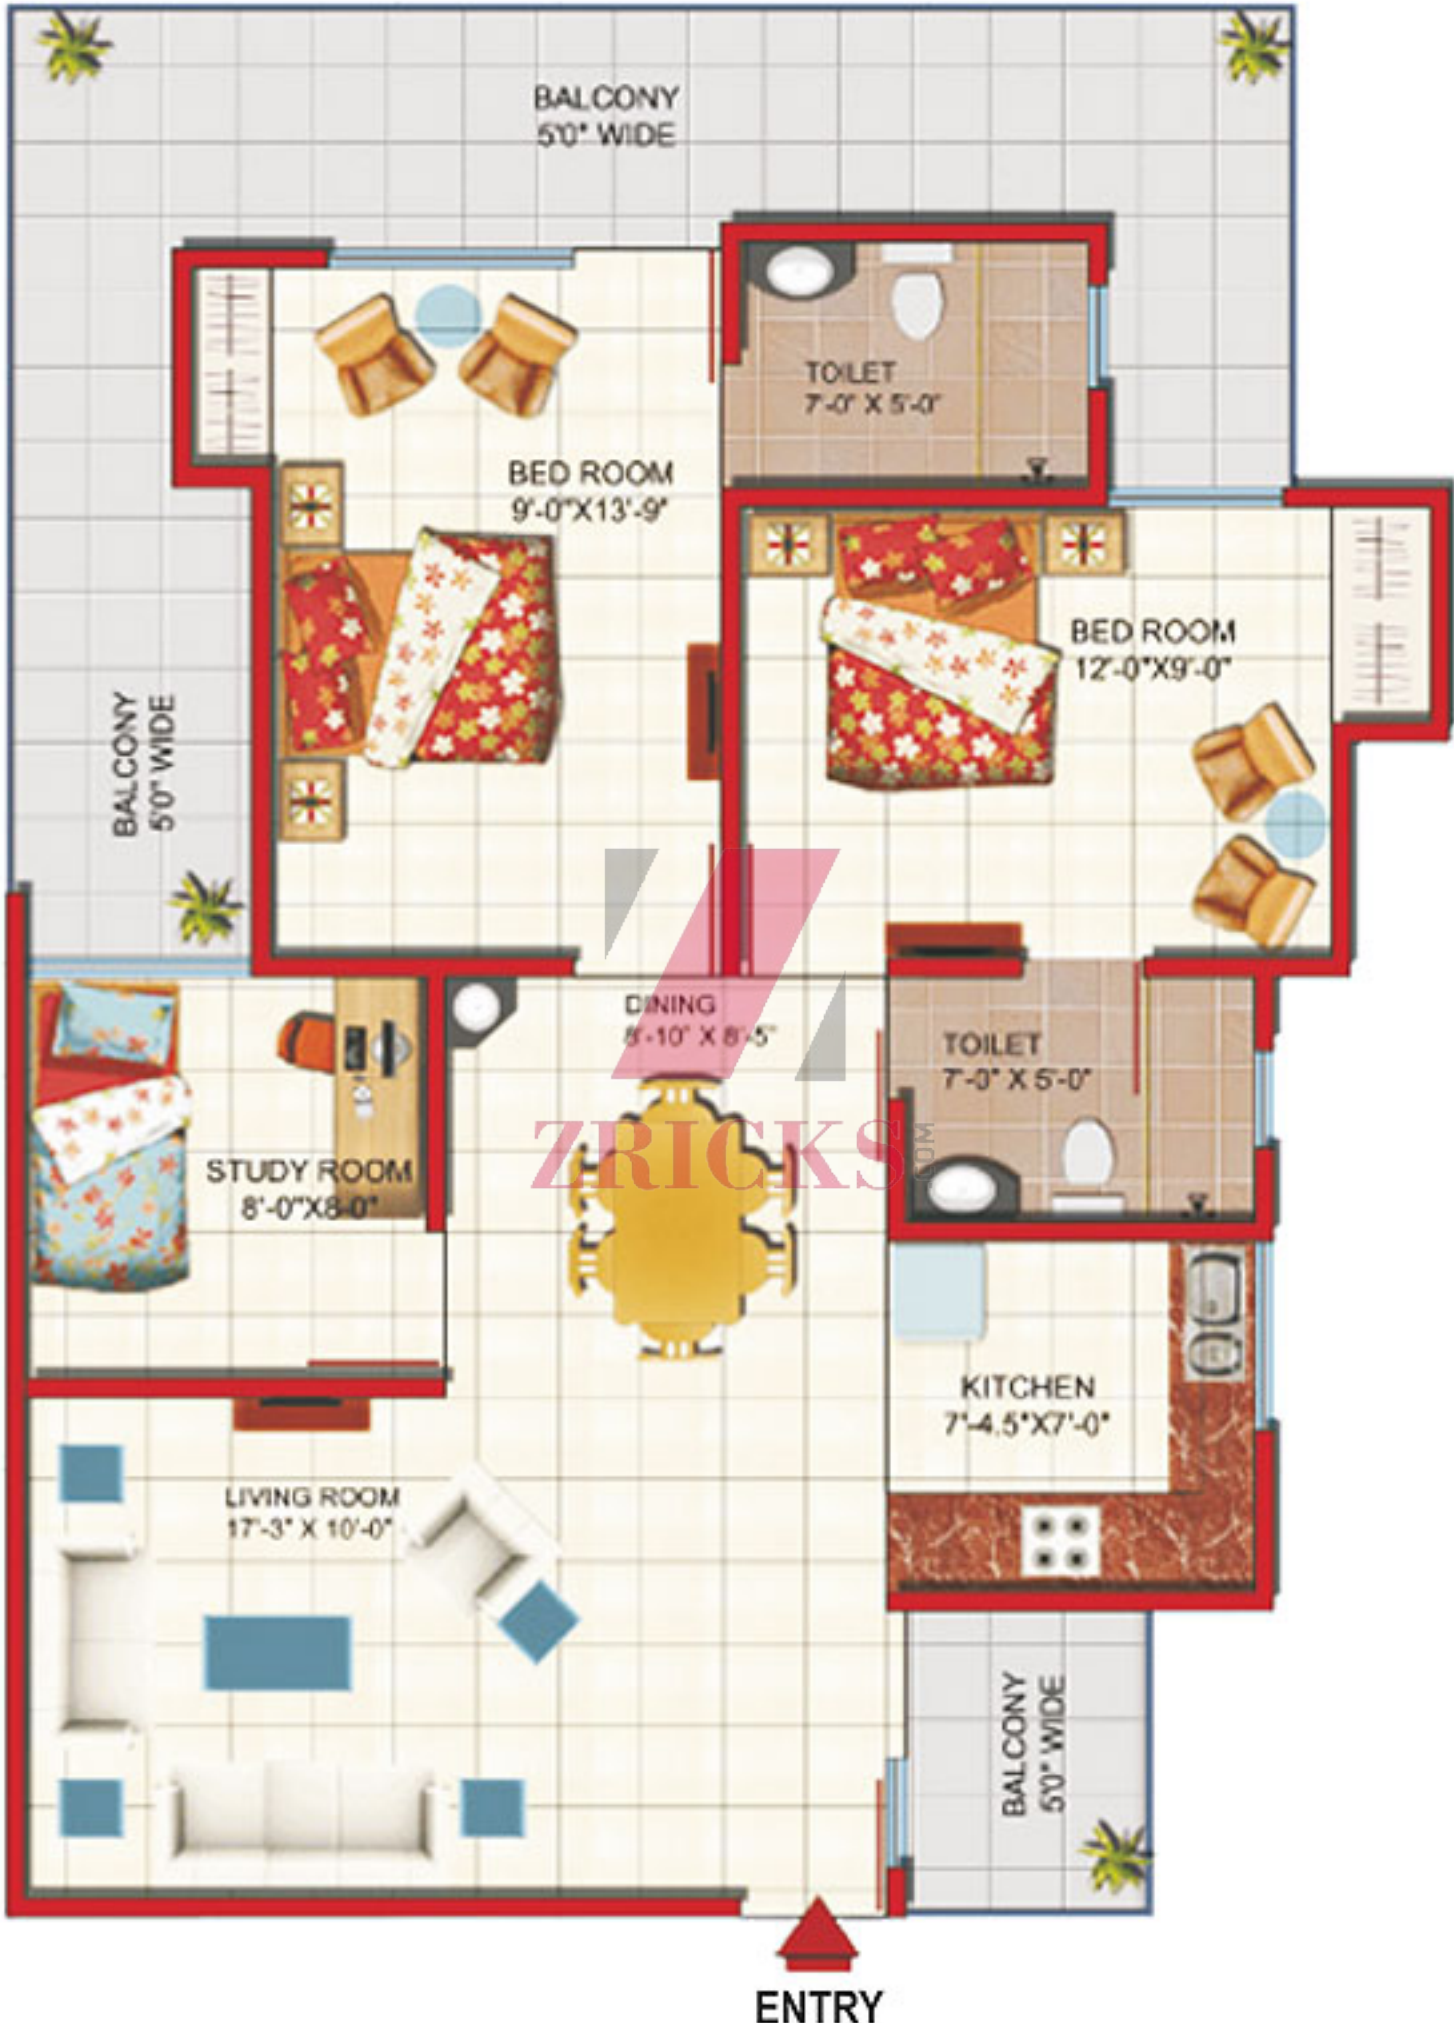 BALCONY
5'0" WIDE
TOILET
7'-0" X 5'-0"
BED ROOM
9'-0"X13'-9"
BED ROOM
12'-0"X9'-0"
BALCONY
5'0" WIDE
DINING
8'-10" X 8'-5"
TOILET
7'-0" X 5'-0"
ZRICKS.COM
STUDY ROOM
8'-0"X8-0"
KITCHEN
7'-4.5"X7'-0"
LIVING ROOM
17'-3" X 10'-0"
BALCONY
5'0" WIDE
ENTRY